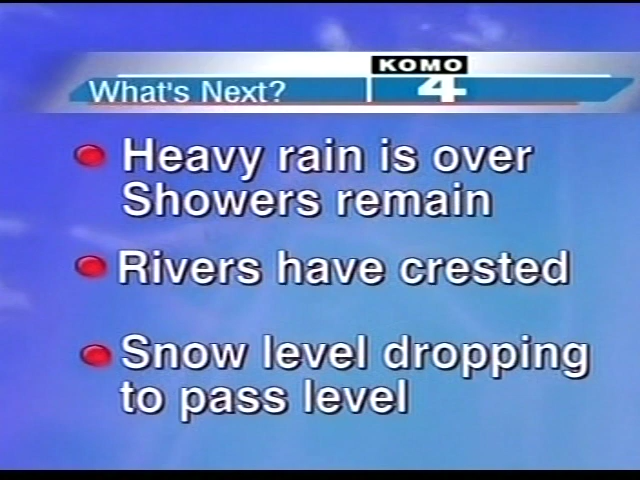 KOMO
What's Next? 4
Heavy rain is over
Showers remain
Rivers have crested
Snow level dropping
to pass level